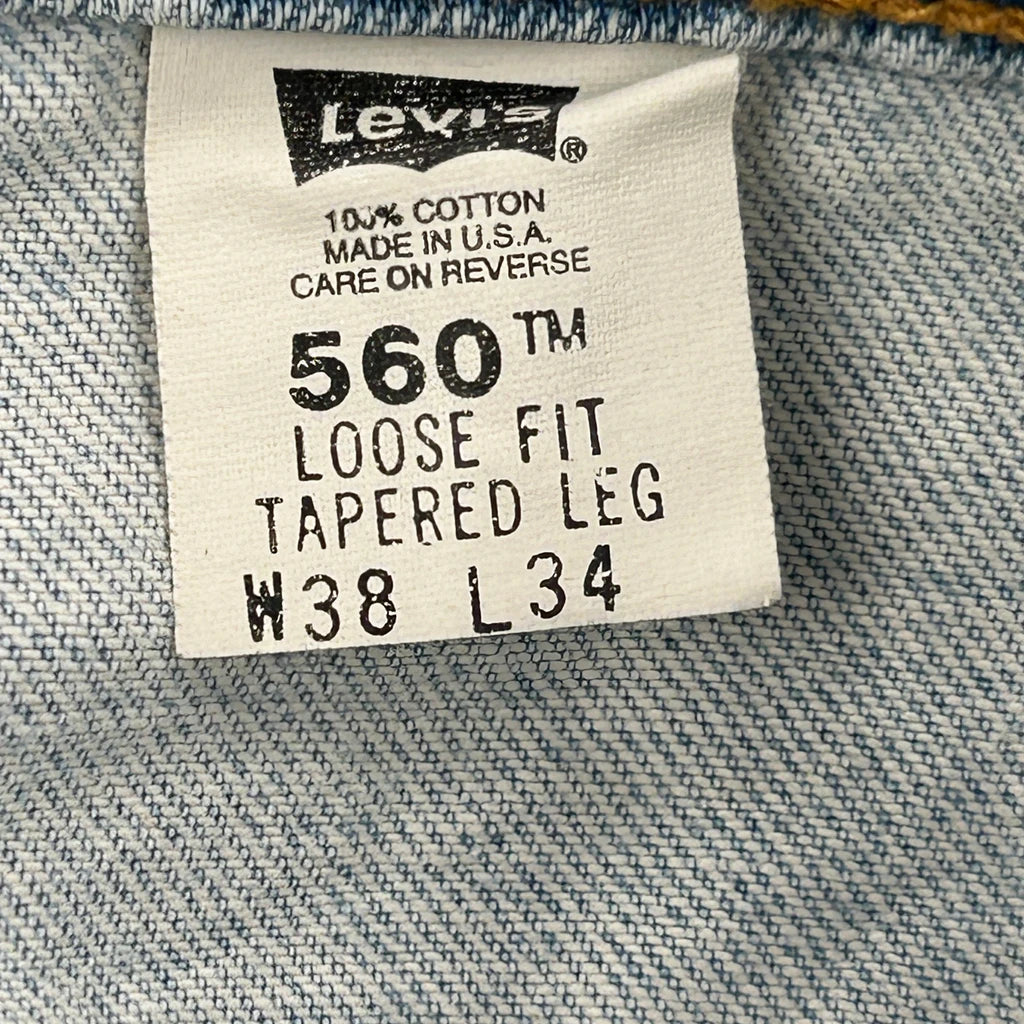 Levi's ®
100% COTTON
MADE IN U.S.A.
CARE ON REVERSE
560™
LOOSE FIT
TAPERED LEG
W38 L34